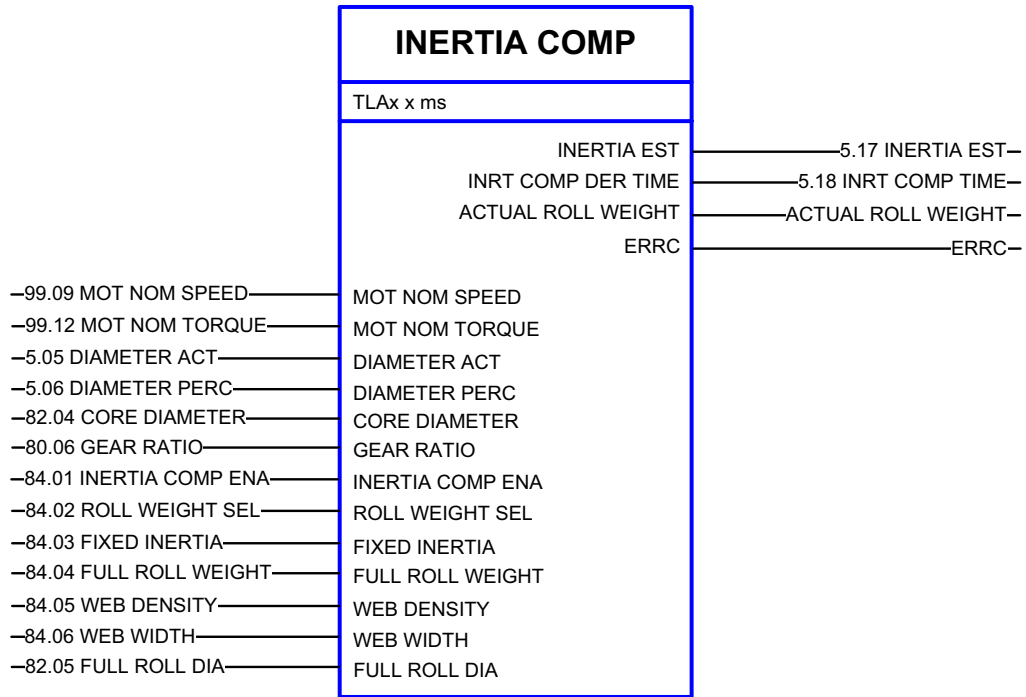 INERTIA COMP
TLAx x ms
INERTIA EST 5.17 INERTIA EST
INRT COMP DER TIME 5.18 INRT COMP TIME
ACTUAL ROLL WEIGHT ACTUAL ROLL WEIGHT
ERRC ERRC
99.09 MOT NOM SPEED MOT NOM SPEED
99.12 MOT NOM TORQUE MOT NOM TORQUE
5.05 DIAMETER ACT DIAMETER ACT
5.06 DIAMETER PERC DIAMETER PERC
82.04 CORE DIAMETER CORE DIAMETER
80.06 GEAR RATIO GEAR RATIO
84.01 INERTIA COMP ENA INERTIA COMP ENA
84.02 ROLL WEIGHT SEL ROLL WEIGHT SEL
84.03 FIXED INERTIA FIXED INERTIA
84.04 FULL ROLL WEIGHT FULL ROLL WEIGHT
84.05 WEB DENSITY WEB DENSITY
84.06 WEB WIDTH WEB WIDTH
82.05 FULL ROLL DIA FULL ROLL DIA